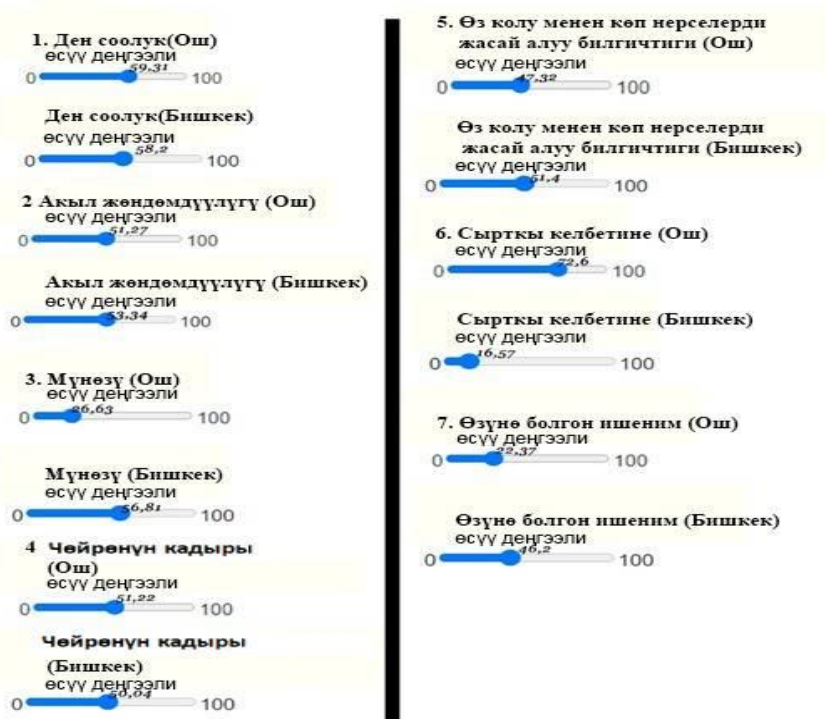 1. Ден соолук(Ош)
өсүү деңгээли
59,31
0 100
Ден соолук(Бишкек)
өсүү деңгээли
58,2
0 100
2 Акыл жөндөмдүүлүгү (Ош)
өсүү деңгээли
51,27
0 100
Акыл жөндөмдүүлүгү (Бишкек)
өсүү деңгээли
53,34
0 100
3. Мүнөзү (Ош)
өсүү деңгээли
26,63
0 100
Мүнөзү (Бишкек)
өсүү деңгээли
56,81
0 100
4 Чөйрөнүн кадыры
(Ош)
өсүү деңгээли
51,22
0 100
Чөйрөнүн кадыры
(Бишкек)
өсүү деңгээли
50,04
0 100
5. Өз колу менен көп нерселерди
жасай алуу билгичтиги (Ош)
өсүү деңгээли
47,32
0 100
Өз колу менен көп нерселерди
жасай алуу билгичтиги (Бишкек)
өсүү деңгээли
51,4
0 100
6. Сырткы келбетине (Ош)
өсүү деңгээли
72,6
0 100
Сырткы келбетине (Бишкек)
өсүү деңгээли
16,57
0 100
7. Өзүнө болгон ишеним (Ош)
өсүү деңгээли
22,37
0 100
Өзүнө болгон ишеним (Бишкек)
өсүү деңгээли
46,2
0 100